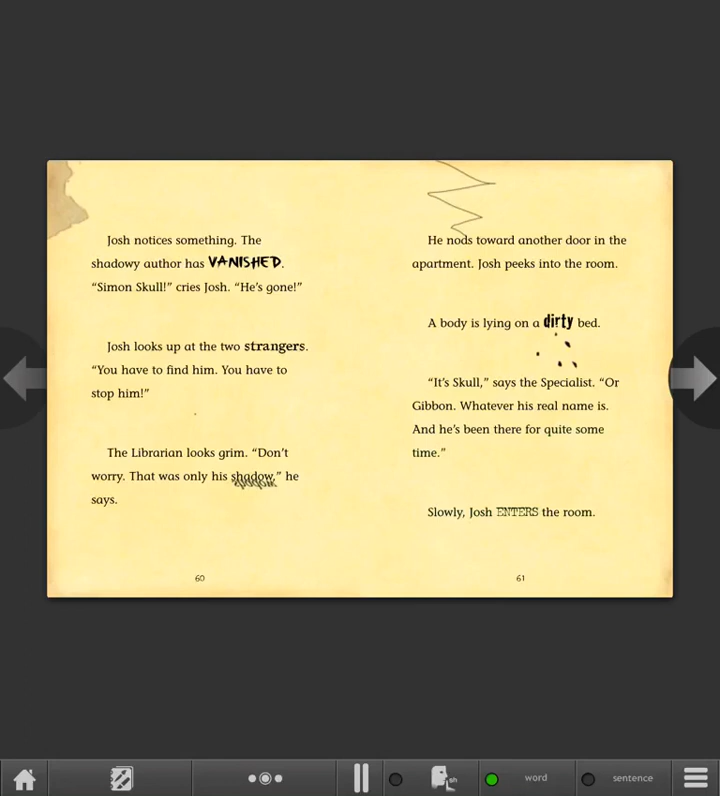 Josh notices something. The
shadowy author has VANISHED.
“Simon Skull!” cries Josh. “He’s gone!”
Josh looks up at the two strangers.
“You have to find him. You have to
stop him!”
The Librarian looks grim. “Don’t
worry. That was only his shadow,” he
says.
60
He nods toward another door in the
apartment. Josh peeks into the room.
A body is lying on a dirty bed.
“It’s Skull,” says the Specialist. “Or
Gibbon. Whatever his real name is.
And he’s been there for quite some
time.”
Slowly, Josh ENTERS the room.
61
sh
word
sentence